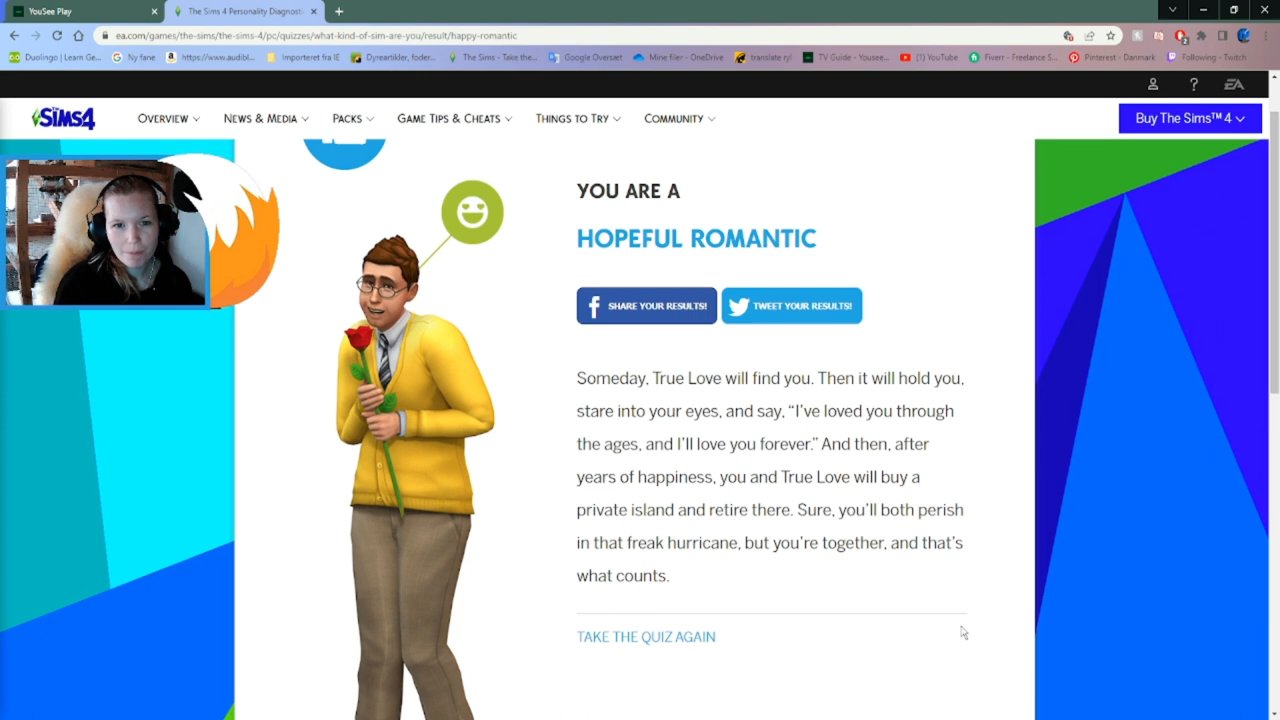 YouSee Play
The Sims 4 Personality Diagnosti
ea.com/games/the-sims/the-sims-4/pc/quizzes/what-kind-of-sim-are-you/result/happy-romantic
Duolingo | Learn Ge...
Ny fane
https://www.audibl...
Importeret fra IE
Dyreartikler, foder...
The Sims - Take the...
Google Oversæt
Mine filer - OneDrive
translate ryl
TV Guide - Yousee...
(1) YouTube
Fiverr - Freelance S...
Pinterest - Danmark
Following - Twitch
EA
THE SIMS4
OVERVIEW
NEWS & MEDIA
PACKS
GAME TIPS & CHEATS
THINGS TO TRY
COMMUNITY
Buy The Sims™ 4
YOU ARE A
HOPEFUL ROMANTIC
SHARE YOUR RESULTS!
TWEET YOUR RESULTS!
Someday, True Love will find you. Then it will hold you,
stare into your eyes, and say, “I’ve loved you through
the ages, and I’ll love you forever.” And then, after
years of happiness, you and True Love will buy a
private island and retire there. Sure, you’ll both perish
in that freak hurricane, but you’re together, and that’s
what counts.
TAKE THE QUIZ AGAIN